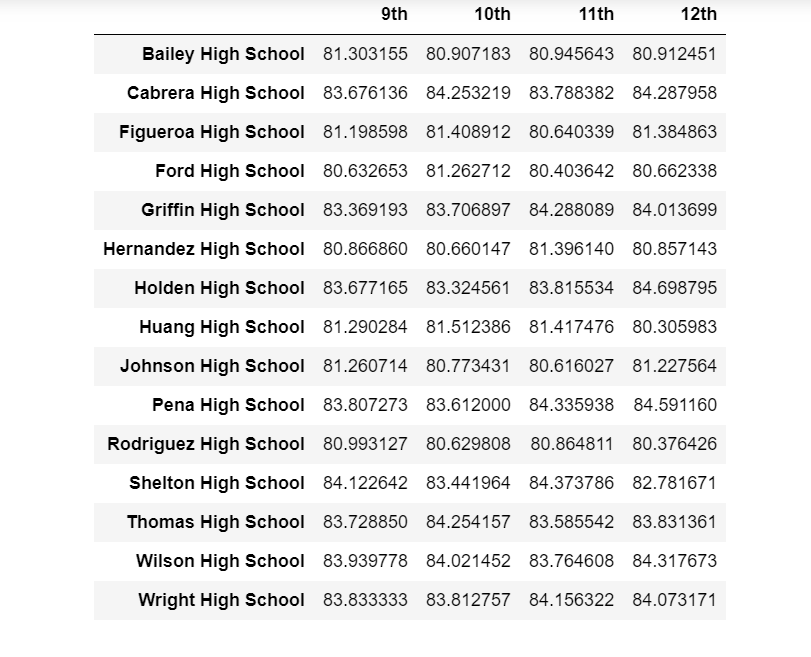 9th 10th 11th 12th
Bailey High School 81.303155 80.907183 80.945643 80.912451
Cabrera High School 83.676136 84.253219 83.788382 84.287958
Figueroa High School 81.198598 81.408912 80.640339 81.384863
Ford High School 80.632653 81.262712 80.403642 80.662338
Griffin High School 83.369193 83.706897 84.288089 84.013699
Hernandez High School 80.866860 80.660147 81.396140 80.857143
Holden High School 83.677165 83.324561 83.815534 84.698795
Huang High School 81.290284 81.512386 81.417476 80.305983
Johnson High School 81.260714 80.773431 80.616027 81.227564
Pena High School 83.807273 83.612000 84.335938 84.591160
Rodriguez High School 80.993127 80.629808 80.864811 80.376426
Shelton High School 84.122642 83.441964 84.373786 82.781671
Thomas High School 83.728850 84.254157 83.585542 83.831361
Wilson High School 83.939778 84.021452 83.764608 84.317673
Wright High School 83.833333 83.812757 84.156322 84.073171